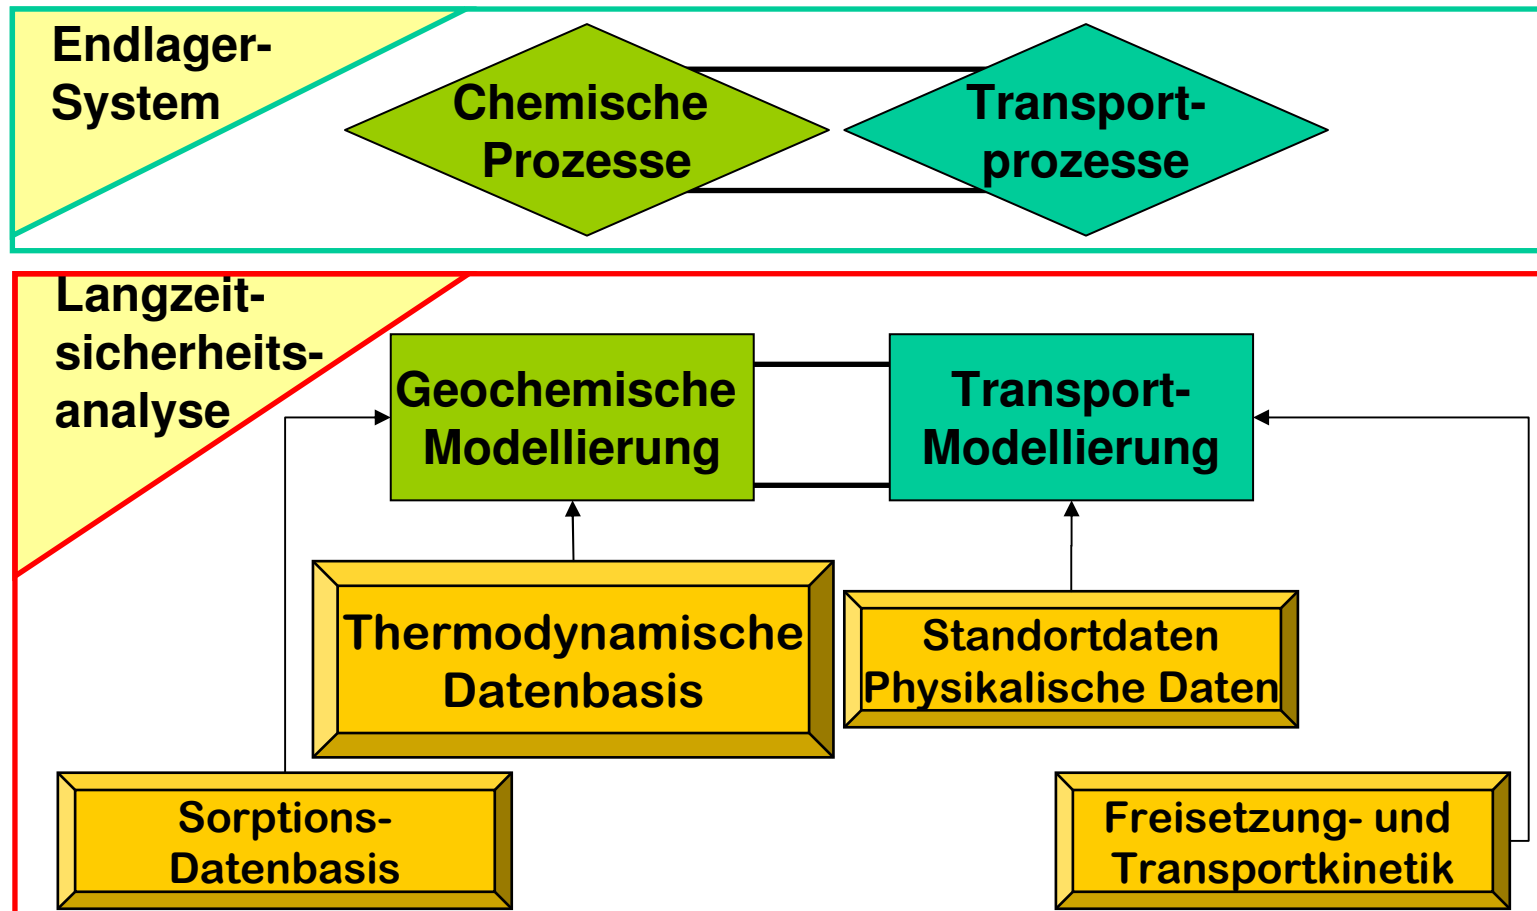 Endlager-
System
Chemische
Prozesse
Transport-
prozesse
Langzeit-
sicherheits-
analyse
Geochemische
Modellierung
Transport-
Modellierung
Thermodynamische
Datenbasis
Standortdaten
Physikalische Daten
Sorptions-
Datenbasis
Freisetzung- und
Transportkinetik